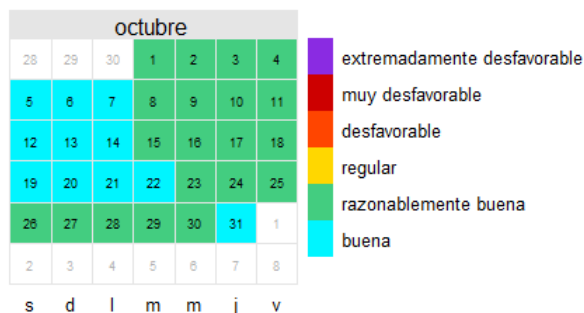 octubre
28 29 30 1 2 3 4
5 6 7 8 9 10 11
12 13 14 15 16 17 18
19 20 21 22 23 24 25
26 27 28 29 30 31 1
2 3 4 5 6 7 8
s d l m m j v
extremadamente desfavorable
muy desfavorable
desfavorable
regular
razonablemente buena
buena